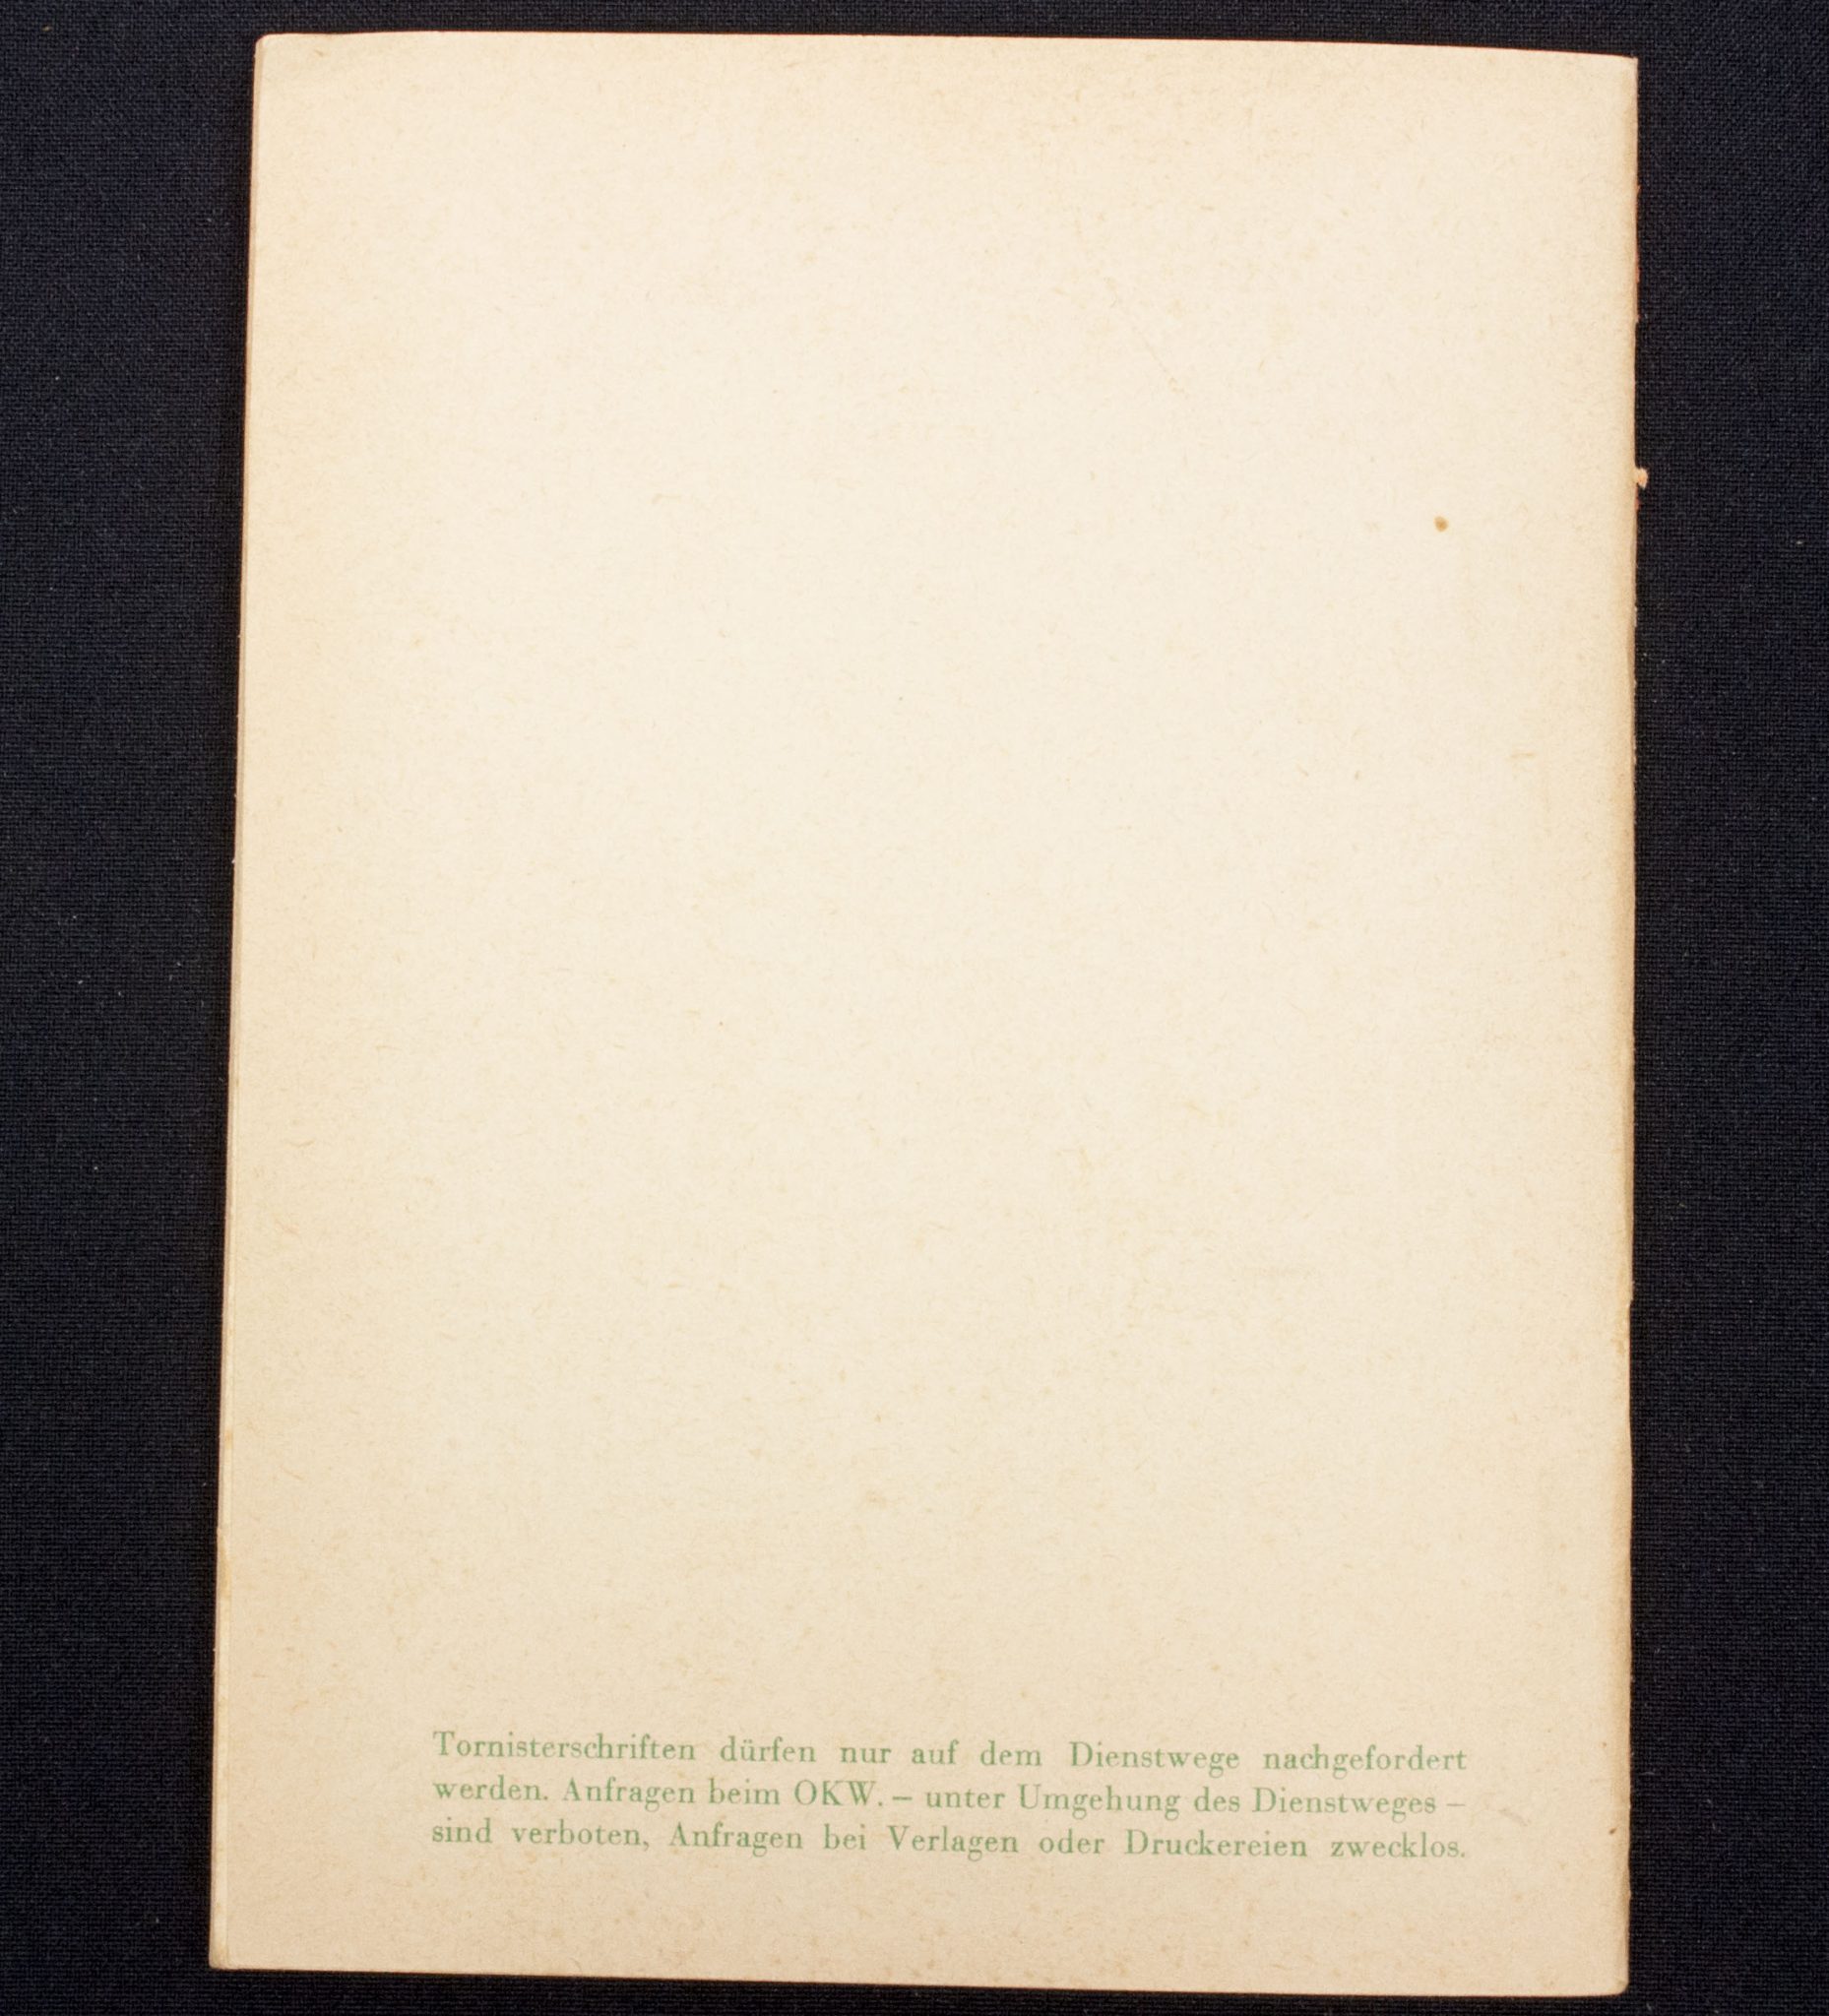 Tornisterschriften dürfen nur auf dem Dienstwege nachgefordert
werden. Anfragen beim OKW. – unter Umgehung des Dienstweges –
sind verboten, Anfragen bei Verlagen oder Druckereien zwecklos.